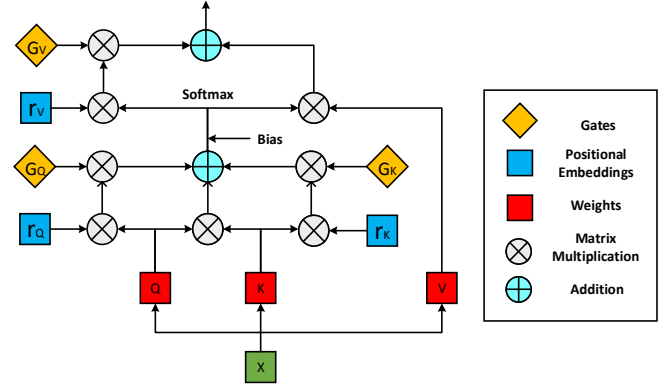 GV
rV
Softmax
Bias
GQ
GK
rQ
rK
Q
K
V
X
Gates
Positional
Embeddings
Weights
Matrix
Multiplication
Addition